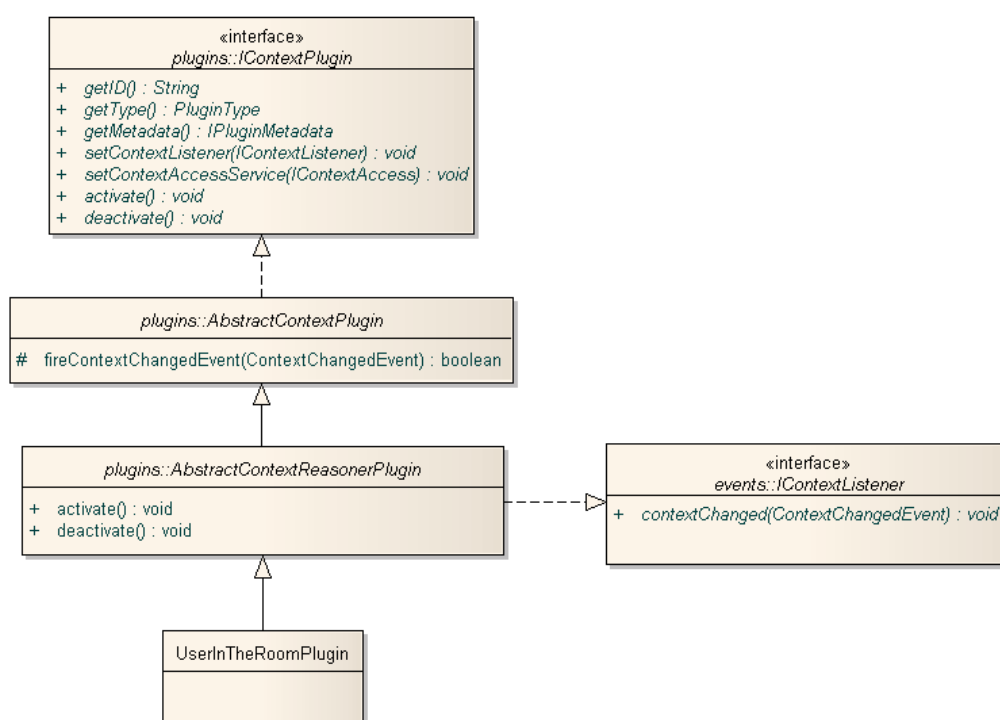 «interface»
plugins::IContextPlugin
+ getID() : String
+ getType() : PluginType
+ getMetadata() : IPluginMetadata
+ setContextListener(IContextListener) : void
+ setContextAccessService(IContextAccess) : void
+ activate() : void
+ deactivate() : void
plugins::AbstractContextPlugin
# fireContextChangedEvent(ContextChangedEvent) : boolean
plugins::AbstractContextReasonerPlugin
+ activate() : void
+ deactivate() : void
«interface»
events::IContextListener
+ contextChanged(ContextChangedEvent) : void
UserInTheRoomPlugin